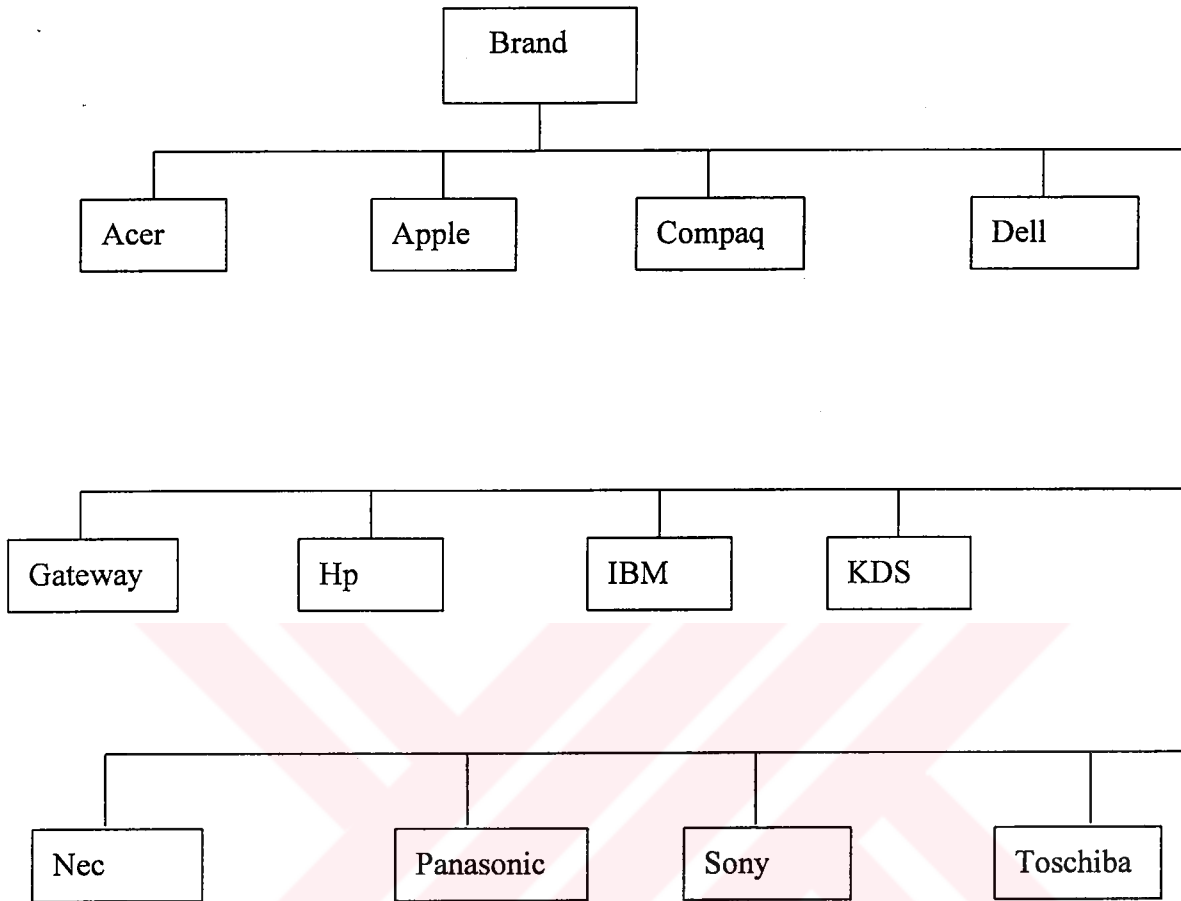 Brand
Acer
Apple
Compaq
Dell
Gateway
Hp
IBM
KDS
Nec
Panasonic
Sony
Toschiba